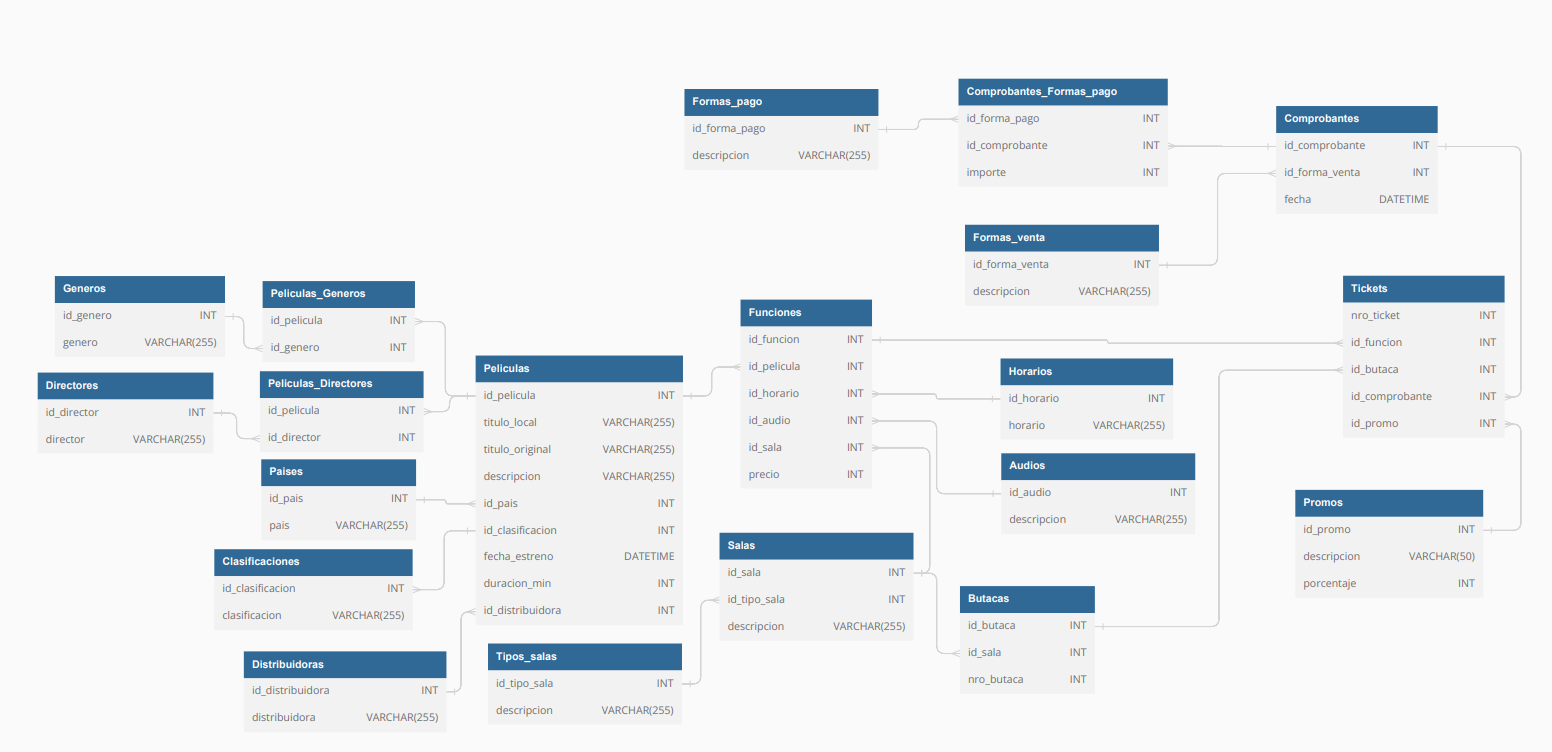 Formas_pago
id_forma_pago INT
descripcion VARCHAR(255)
Comprobantes_Formas_pago
id_forma_pago INT
id_comprobante INT
importe INT
Comprobantes
id_comprobante INT
id_forma_venta INT
fecha DATETIME
Formas_venta
id_forma_venta INT
descripcion VARCHAR(255)
Generos
id_genero INT
genero VARCHAR(255)
Peliculas_Generos
id_pelicula INT
id_genero INT
Directores
id_director INT
director VARCHAR(255)
Peliculas_Directores
id_pelicula INT
id_director INT
Paises
id_pais INT
pais VARCHAR(255)
Clasificaciones
id_clasificacion INT
clasificacion VARCHAR(255)
Distribuidoras
id_distribuidora INT
distribuidora VARCHAR(255)
Peliculas
id_pelicula INT
titulo_local VARCHAR(255)
titulo_original VARCHAR(255)
descripcion VARCHAR(255)
id_pais INT
id_clasificacion INT
fecha_estreno DATETIME
duracion_min INT
id_distribuidora INT
Tipos_salas
id_tipo_sala INT
descripcion VARCHAR(255)
Funciones
id_funcion INT
id_pelicula INT
id_horario INT
id_audio INT
id_sala INT
precio INT
Salas
id_sala INT
id_tipo_sala INT
descripcion VARCHAR(255)
Horarios
id_horario INT
horario VARCHAR(255)
Audios
id_audio INT
descripcion VARCHAR(255)
Butacas
id_butaca INT
id_sala INT
nro_butaca INT
Tickets
nro_ticket INT
id_funcion INT
id_butaca INT
id_comprobante INT
id_promo INT
Promos
id_promo INT
descripcion VARCHAR(50)
porcentaje INT